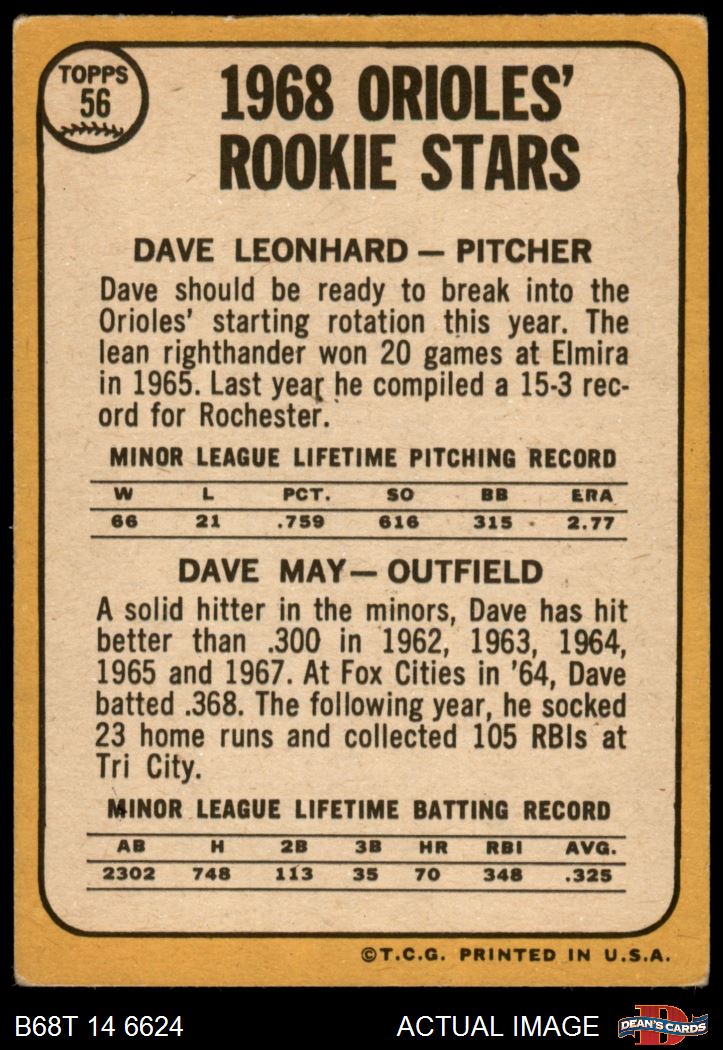 TOPPS
56
1968 ORIOLES'
ROOKIE STARS
DAVE LEONHARD — PITCHER
Dave should be ready to break into the
Orioles' starting rotation this year. The
lean righthander won 20 games at Elmira
in 1965. Last year he compiled a 15-3 rec-
ord for Rochester.
MINOR LEAGUE LIFETIME PITCHING RECORD
W L PCT. SO BB ERA
66 21 .759 616 315 2.77
DAVE MAY — OUTFIELD
A solid hitter in the minors, Dave has hit
better than .300 in 1962, 1963, 1964,
1965 and 1967. At Fox Cities in '64, Dave
batted .368. The following year, he socked
23 home runs and collected 105 RBIs at
Tri City.
MINOR LEAGUE LIFETIME BATTING RECORD
AB H 2B 3B HR RBI AVG.
2302 748 113 35 70 348 .325
©T.C.G. PRINTED IN U.S.A.
B68T 14 6624 ACTUAL IMAGE D DEAN'S CARDS